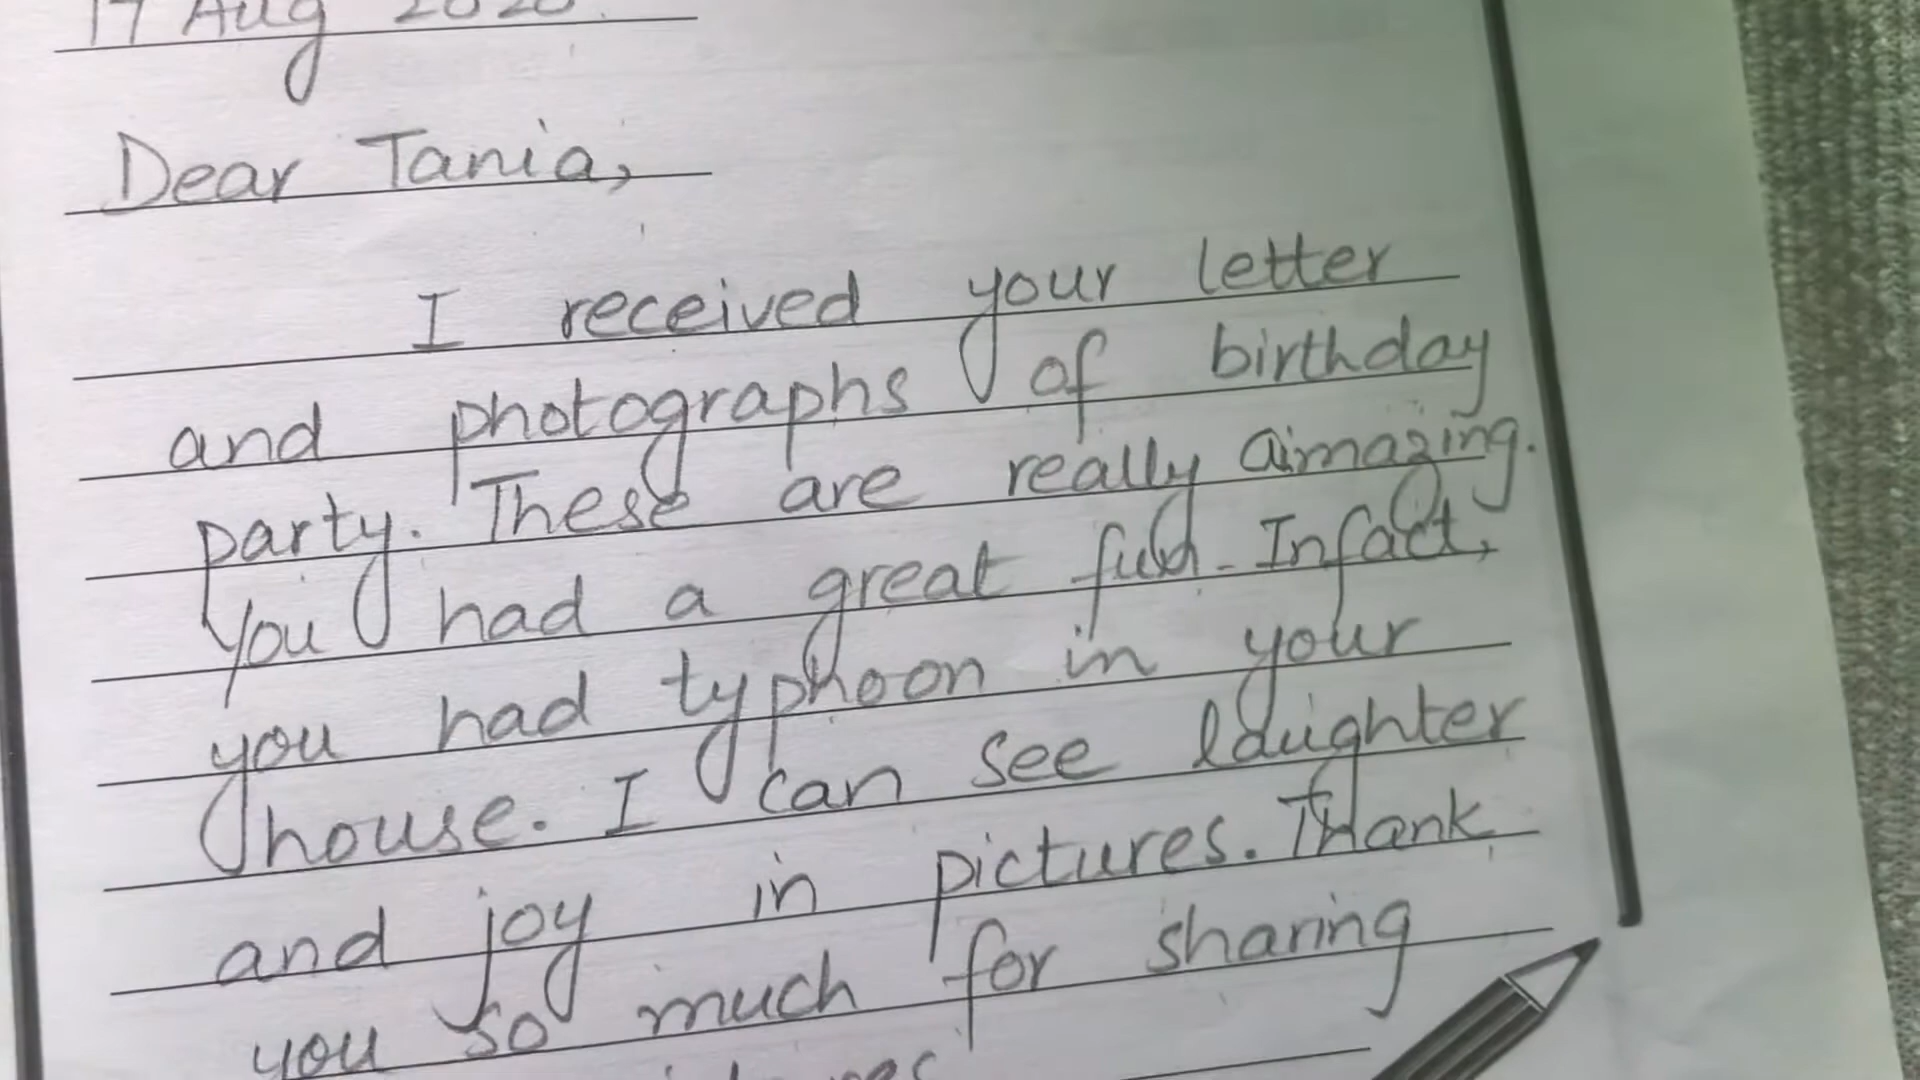 17 Aug 2020.
Dear Tania,
I received your letter
and photographs of birthday
party. These are really aimazing.
You had a great fun. Infact,
you had typhoon in your
house. I can see laughter
and joy in pictures. Thank
you so much for sharing